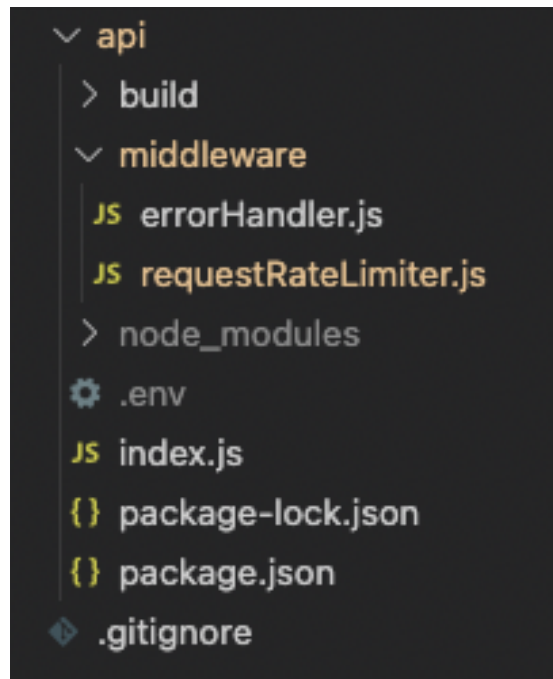 api
build
middleware
JS errorHandler.js
JS requestRateLimiter.js
node_modules
.env
JS index.js
{} package-lock.json
{} package.json
.gitignore